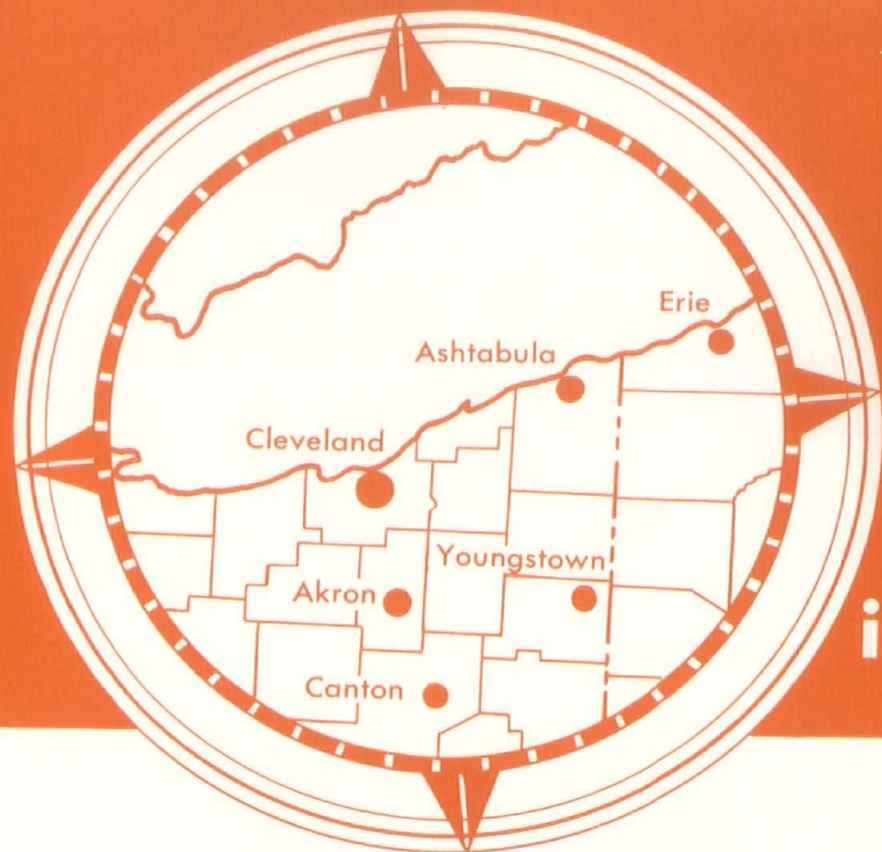 Erie
Ashtabula
Cleveland
Youngstown
Akron
Canton
i